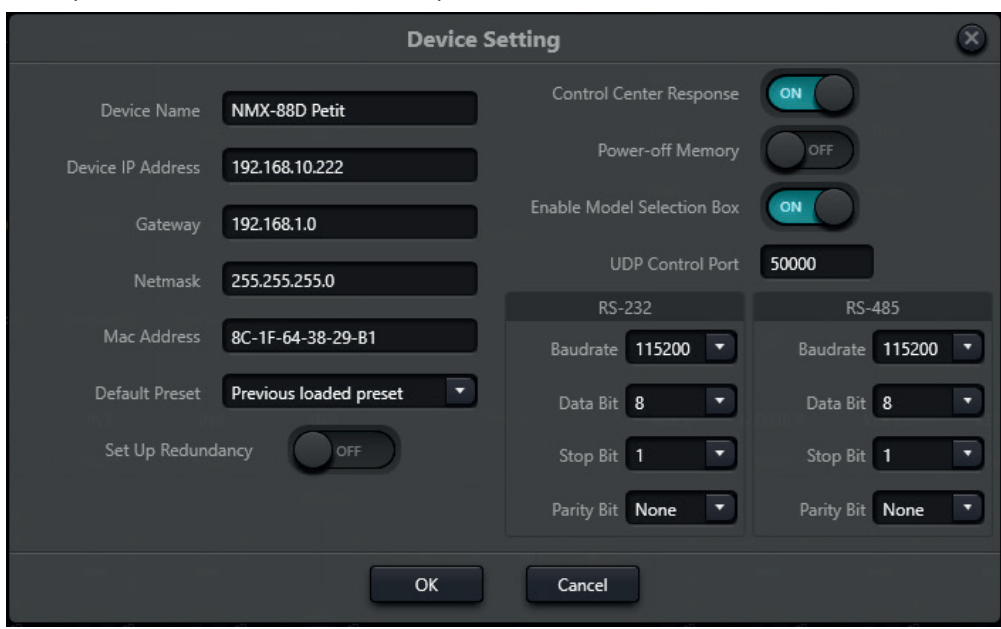 Device Setting
Device Name NMX-88D Petit
Device IP Address 192.168.10.222
Gateway 192.168.1.0
Netmask 255.255.255.0
Mac Address 8C-1F-64-38-29-B1
Default Preset Previous loaded preset
Set Up Redundancy OFF
Control Center Response ON
Power-off Memory OFF
Enable Model Selection Box ON
UDP Control Port 50000
RS-232
Baudrate 115200
Data Bit 8
Stop Bit 1
Parity Bit None
RS-485
Baudrate 115200
Data Bit 8
Stop Bit 1
Parity Bit None
OK Cancel